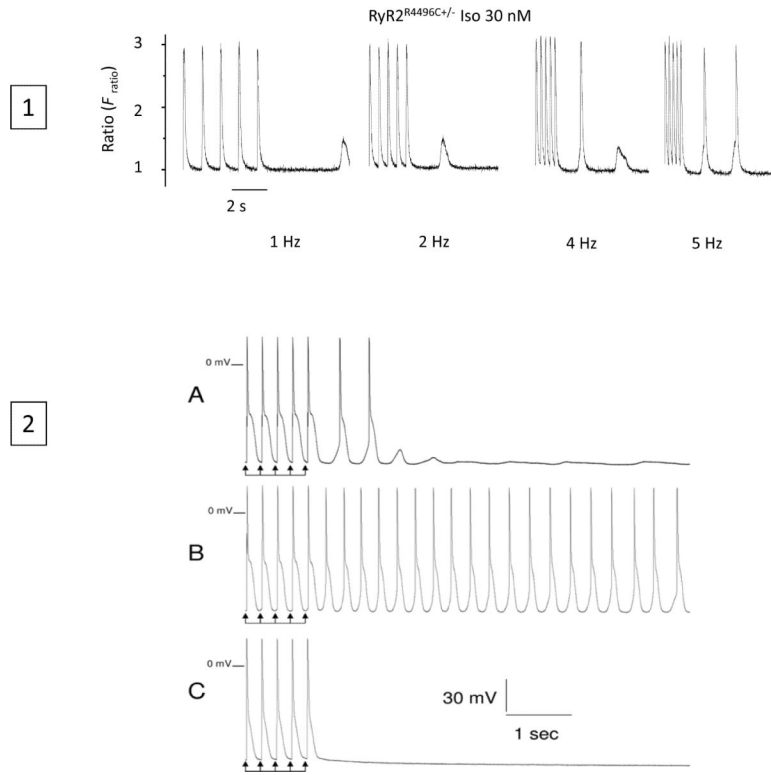 RyR2R4496C+/- Iso 30 nM
1
Ratio (F ratio)
3
2
1
2 s
1 Hz
2 Hz
4 Hz
5 Hz
2
0 mV
A
0 mV
B
0 mV
C
30 mV
1 sec